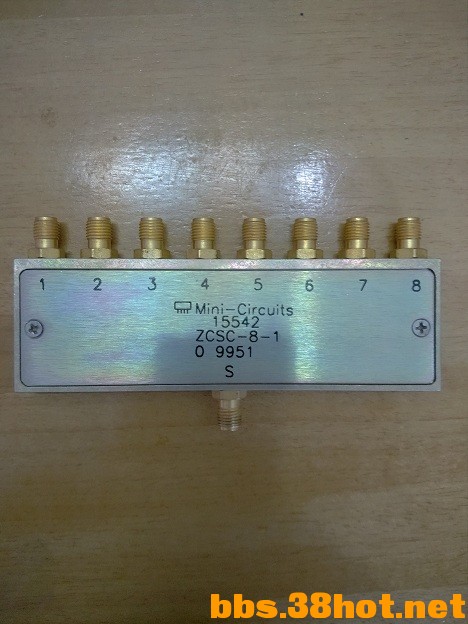 1 2 3 4 5 6 7 8
Mini-Circuits
15542
ZCSC-8-1
0 9951
S
bbs.38hot.net